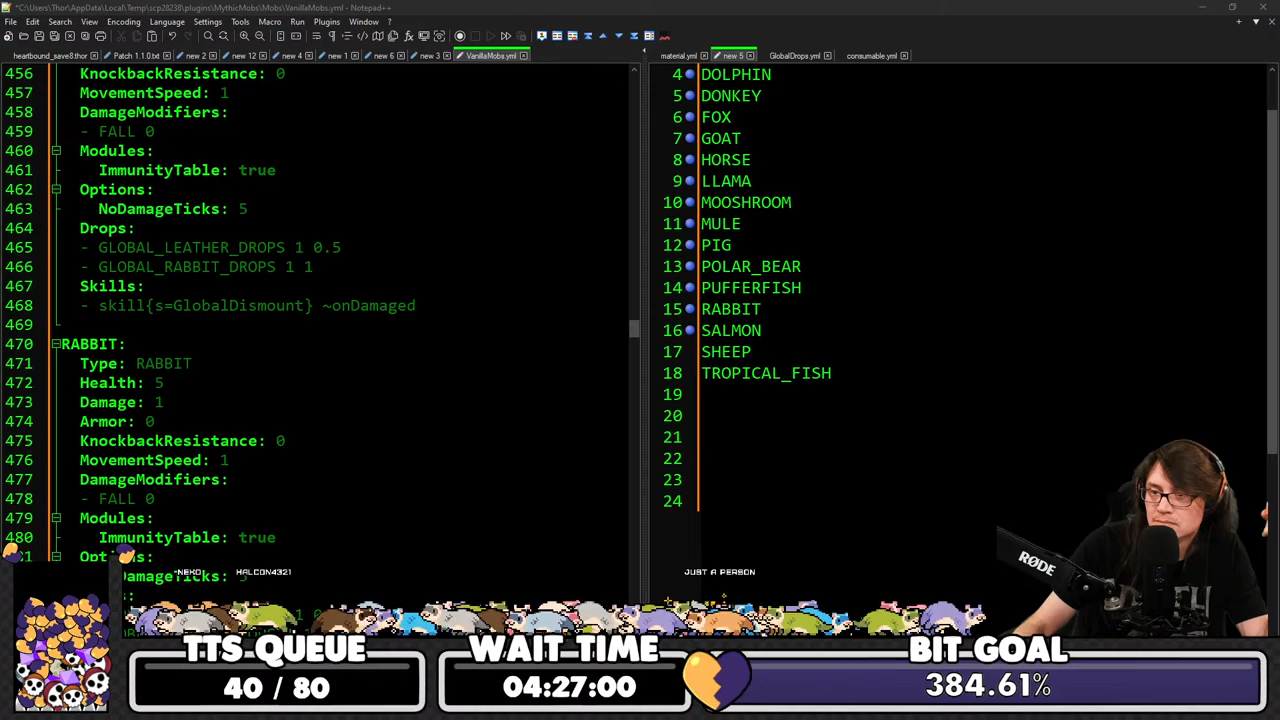 *C:\Users\Thor\AppData\Local\Temp\scp28238\plugins\MythicMobs\Mobs\VanillaMobs.yml - Notepad++
File Edit Search View Encoding Language Settings Tools Macro Run Plugins Window ?
heartbound_save8.thor Patch 1.1.0.txt new 2 new 12 new 4 new 1 new 6 new 3 VanillaMobs.yml
material.yml new 5 GlobalDrops.yml consumable.yml
456 KnockbackResistance: 0
457 MovementSpeed: 1
458 DamageModifiers:
459 - FALL 0
460 Modules:
461 ImmunityTable: true
462 Options:
463 NoDamageTicks: 5
464 Drops:
465 - GLOBAL_LEATHER_DROPS 1 0.5
466 - GLOBAL_RABBIT_DROPS 1 1
467 Skills:
468 - skill{s=GlobalDismount} ~onDamaged
469
470 RABBIT:
471 Type: RABBIT
472 Health: 5
473 Damage: 1
474 Armor: 0
475 KnockbackResistance: 0
476 MovementSpeed: 1
477 DamageModifiers:
478 - FALL 0
479 Modules:
480 ImmunityTable: true
4 DOLPHIN
5 DONKEY
6 FOX
7 GOAT
8 HORSE
9 LLAMA
10 MOOSHROOM
11 MULE
12 PIG
13 POLAR_BEAR
14 PUFFERFISH
15 RABBIT
16 SALMON
17 SHEEP
18 TROPICAL_FISH
19
20
21
22
23
24
RØDE
HALCON4321
JUST A PERSON
TTS QUEUE
40 / 80
WAIT TIME
04:27:00
BIT GOAL
384.61%